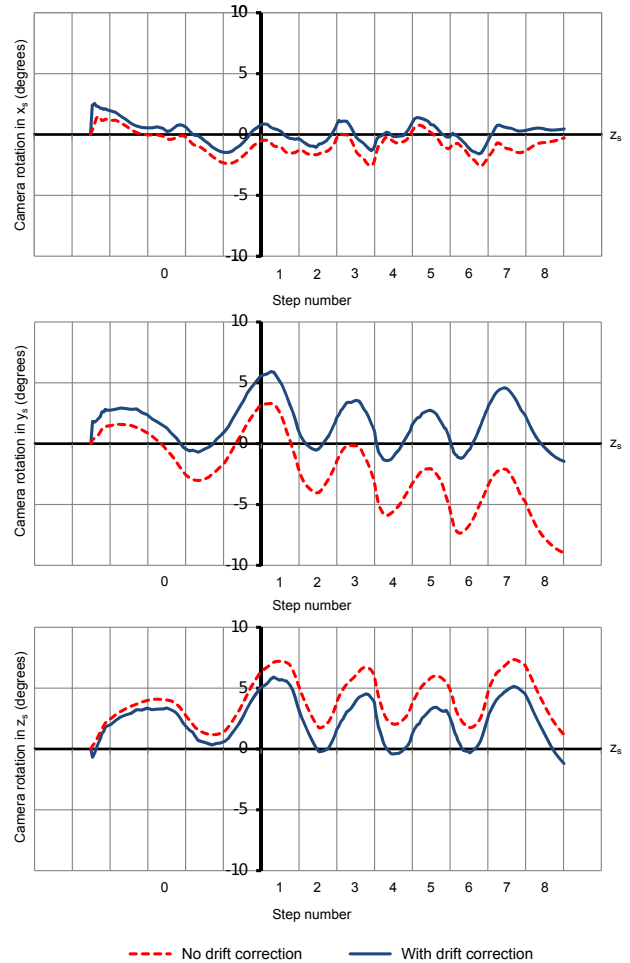 10
5
0
-5
-10
Camera rotation in xs (degrees)
zs
0 1 2 3 4 5 6 7 8
Step number
10
5
0
-5
-10
Camera rotation in ys (degrees)
zs
0 1 2 3 4 5 6 7 8
Step number
10
5
0
-5
-10
Camera rotation in zs (degrees)
zs
0 1 2 3 4 5 6 7 8
Step number
No drift correction With drift correction